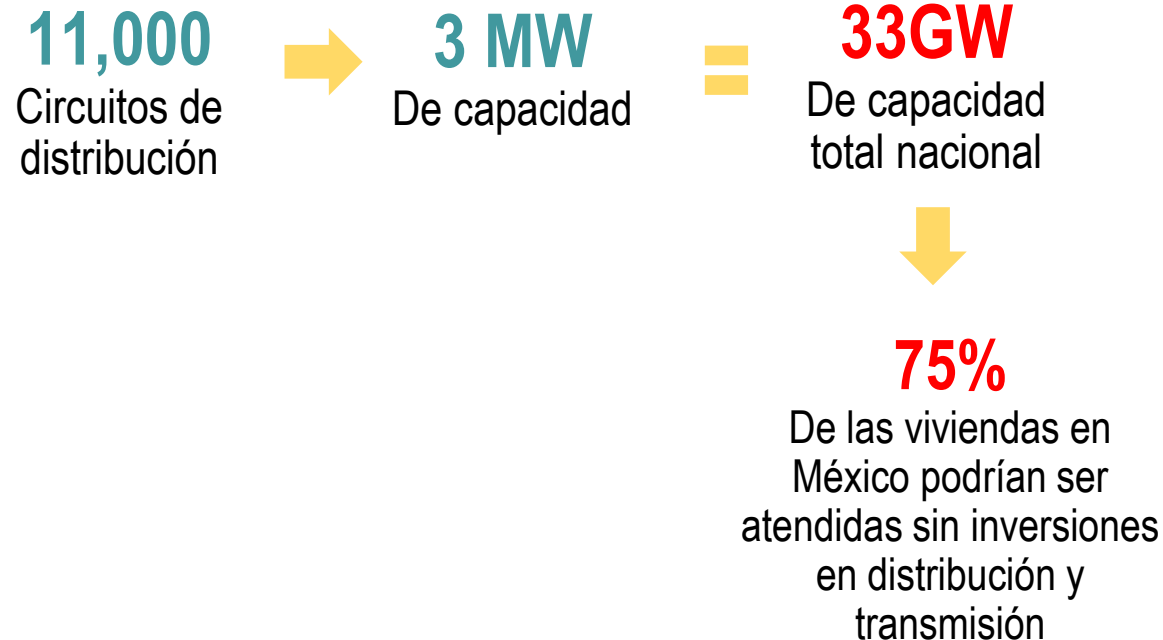 11,000
Circuitos de
distribución
3 MW
De capacidad
33GW
De capacidad
total nacional
75%
De las viviendas en
México podrían ser
atendidas sin inversiones
en distribución y
transmisión